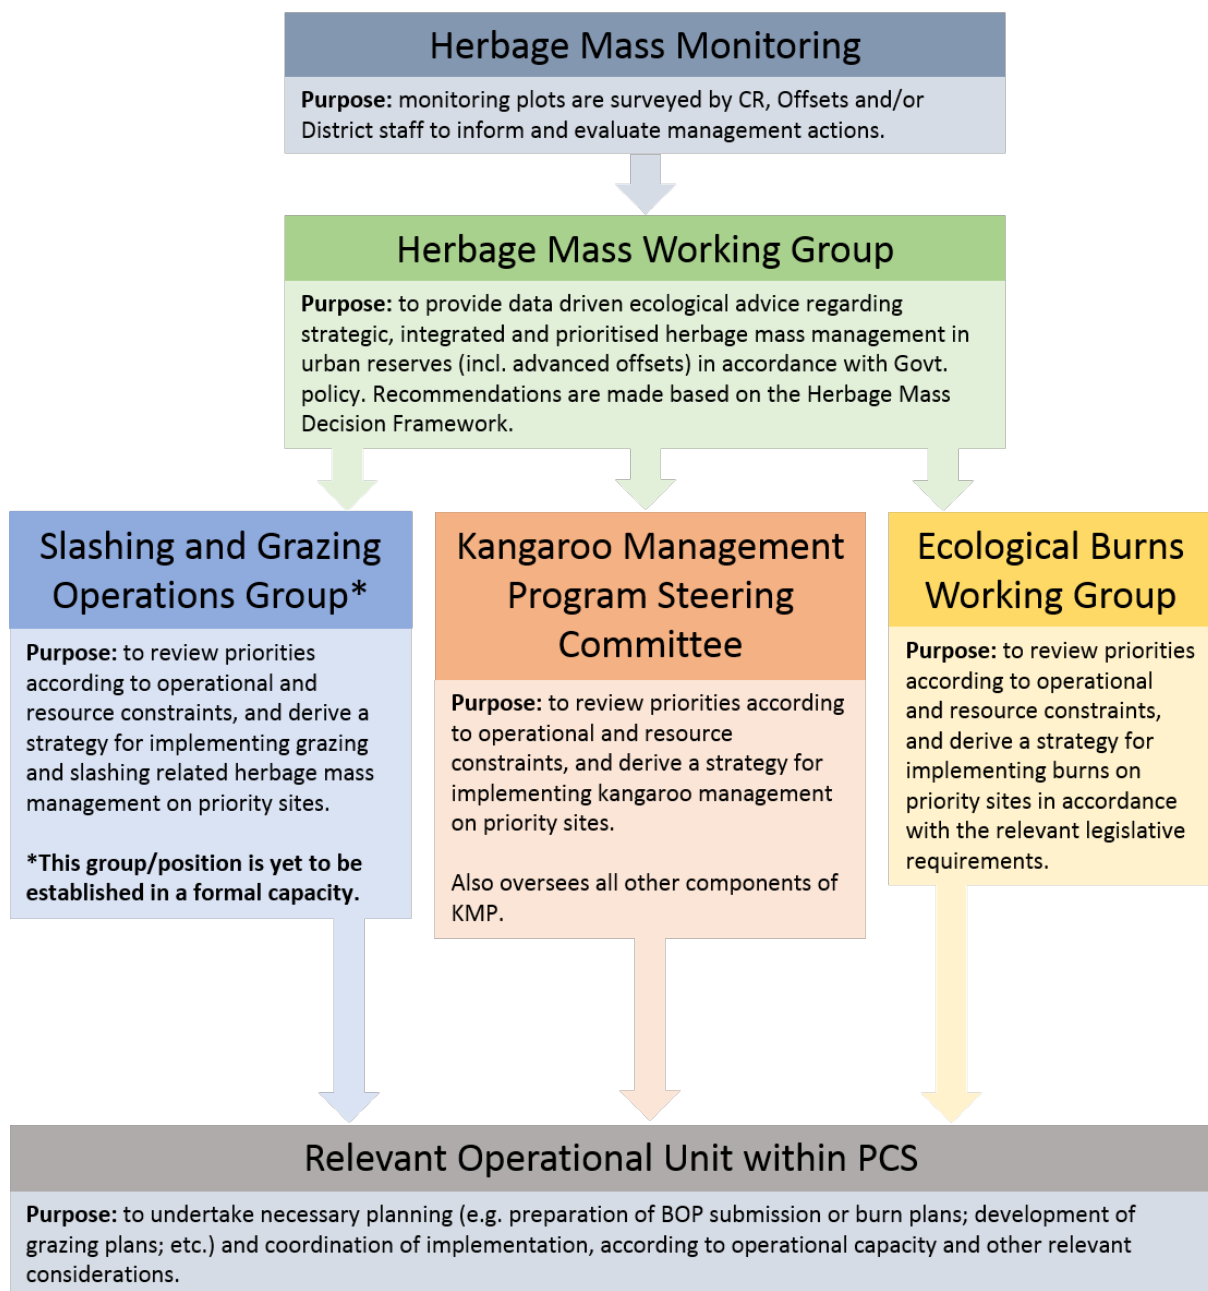 Herbage Mass Monitoring
Purpose: monitoring plots are surveyed by CR, Offsets and/or
District staff to inform and evaluate management actions.
Herbage Mass Working Group
Purpose: to provide data driven ecological advice regarding
strategic, integrated and prioritised herbage mass management in
urban reserves (incl. advanced offsets) in accordance with Govt.
policy. Recommendations are made based on the Herbage Mass
Decision Framework.
Slashing and Grazing
Operations Group*
Purpose: to review priorities
according to operational and
resource constraints, and derive a
strategy for implementing grazing
and slashing related herbage mass
management on priority sites.
*This group/position is yet to be
established in a formal capacity.
Kangaroo Management
Program Steering
Committee
Purpose: to review priorities according
to operational and resource
constraints, and derive a strategy for
implementing kangaroo management
on priority sites.
Also oversees all other components of
KMP.
Ecological Burns
Working Group
Purpose: to review priorities
according to operational
and resource constraints,
and derive a strategy for
implementing burns on
priority sites in accordance
with the relevant legislative
requirements.
Relevant Operational Unit within PCS
Purpose: to undertake necessary planning (e.g. preparation of BOP submission or burn plans; development of
grazing plans; etc.) and coordination of implementation, according to operational capacity and other relevant
considerations.